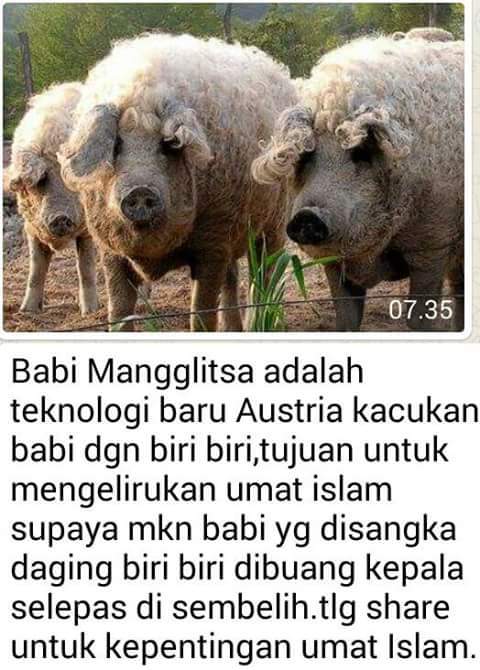 07.35
Babi Mangglitsa adalah
teknologi baru Austria kacukan
babi dgn biri biri,tujuan untuk
mengelirukan umat islam
supaya mkn babi yg disangka
daging biri biri dibuang kepala
selepas di sembelih.tlg share
untuk kepentingan umat Islam.